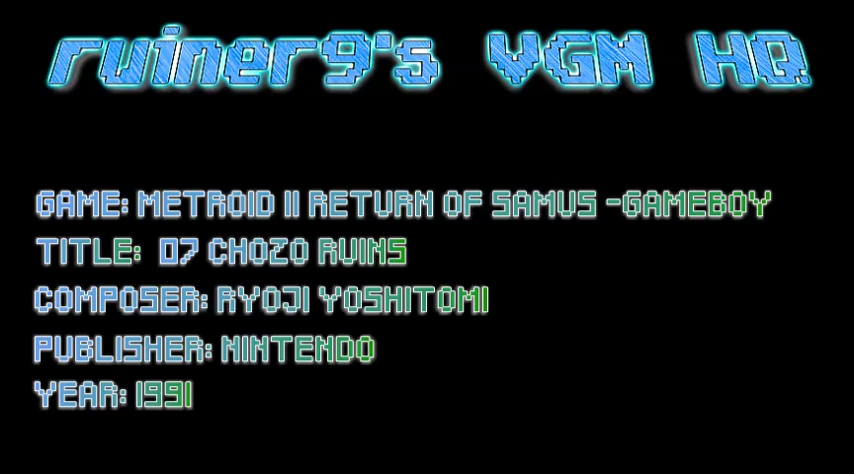 ruiner9's VGM HQ
GAME: METROID II RETURN OF SAMUS -GAMEBOY
TITLE: 07 CHOZO RUINS
COMPOSER: RYOJI YOSHITOMI
PUBLISHER: NINTENDO
YEAR: 1991